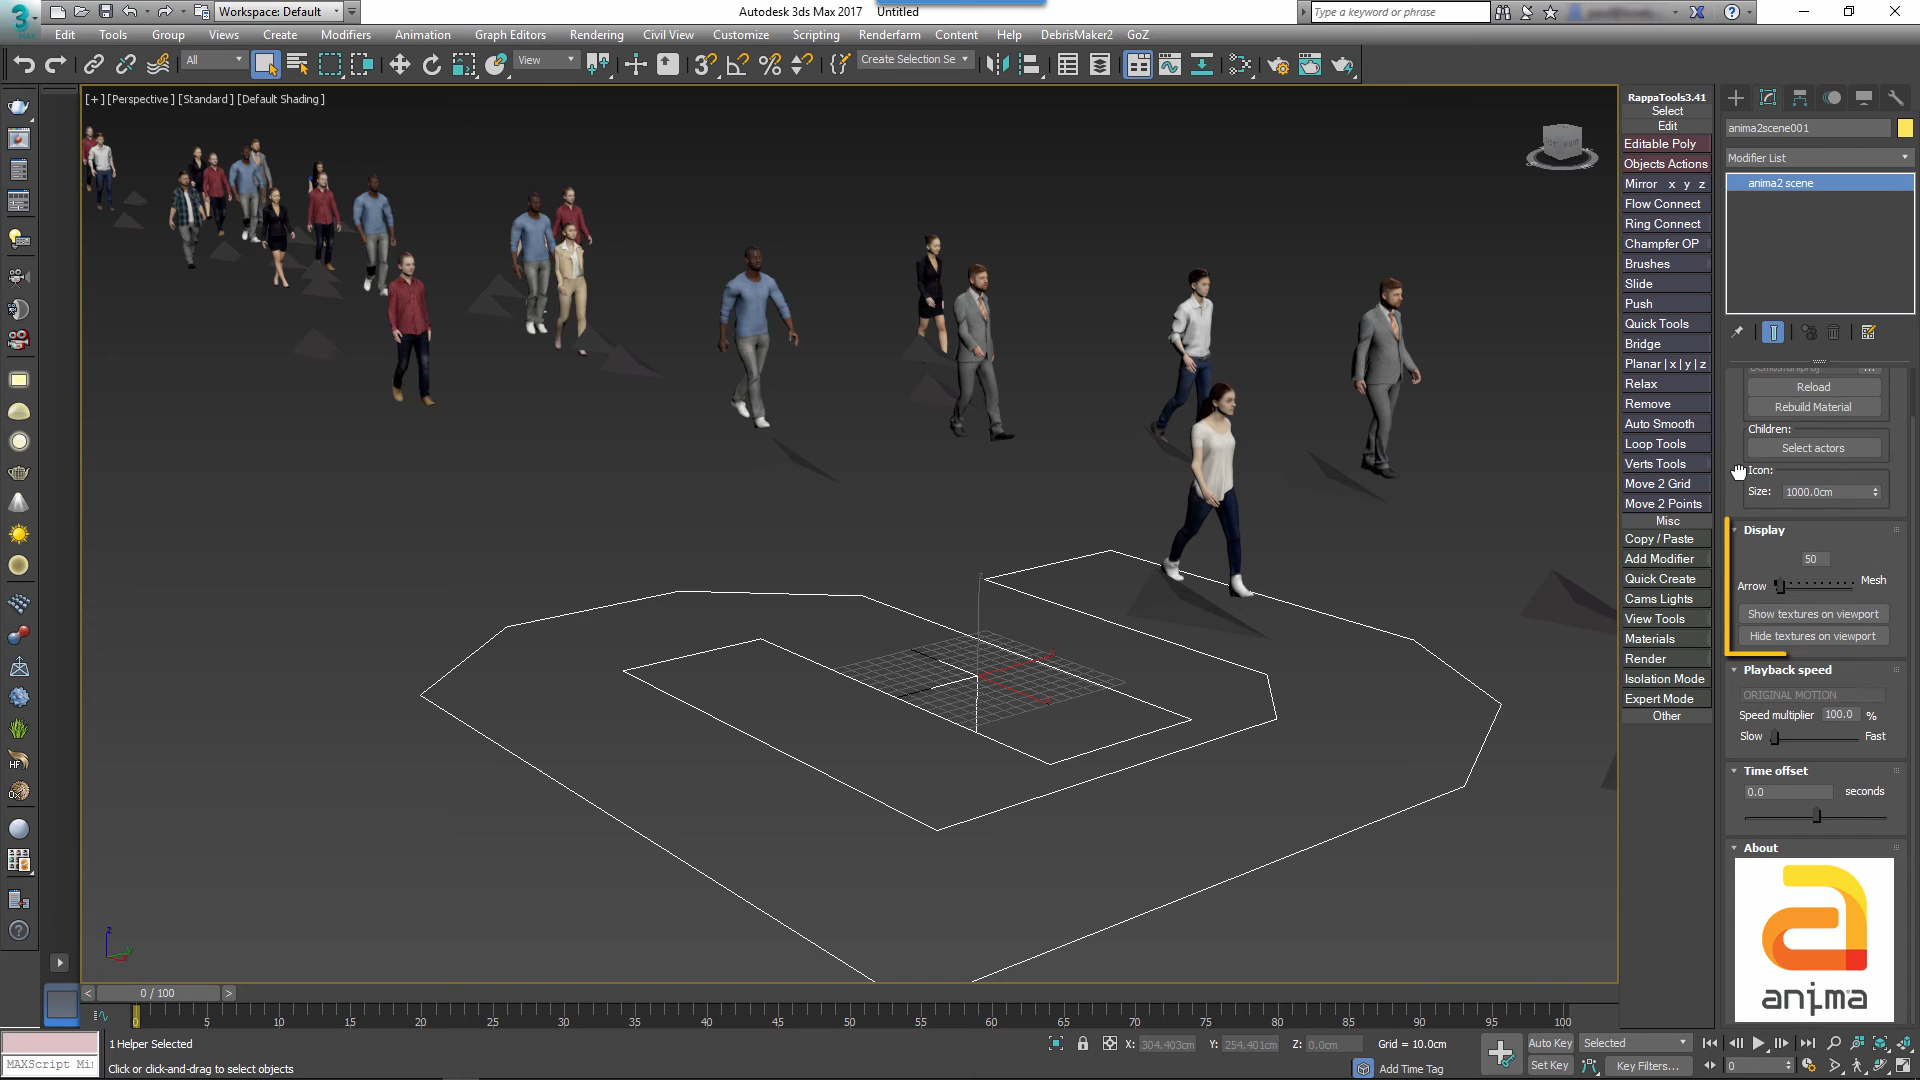 Workspace: Default
Autodesk 3ds Max 2017 Untitled
Type a keyword or phrase
3
MAX
Edit Tools Group Views Create Modifiers Animation Graph Editors Rendering Civil View Customize Scripting Renderfarm Content Help DebrisMaker2 GoZ
All
View
Create Selection Se
[+] [Perspective ] [Standard ] [Default Shading ]
RappaTools3.41
Select
Edit
Editable Poly
Objects Actions
Mirror x y z
Flow Connect
Ring Connect
Champfer OP
Brushes
Slide
Push
Quick Tools
Bridge
Planar | x | y | z
Relax
Remove
Auto Smooth
Loop Tools
Verts Tools
Move 2 Grid
Move 2 Points
Misc
Copy / Paste
Add Modifier
Quick Create
Cams Lights
View Tools
Materials
Render
Isolation Mode
Expert Mode
Other
anima2scene001
Modifier List
anima2 scene
Reload
Rebuild Material
Children:
Select actors
Icon:
Size: 1000.0cm
Display
50
Arrow Mesh
Show textures on viewport
Hide textures on viewport
Playback speed
ORIGINAL MOTION
Speed multiplier 100.0 %
Slow Fast
Time offset
0.0 seconds
About
anima
HF
z
y
x
< 0 / 100 >
0 5 10 15 20 25 30 35 40 45 50 55 60 65 70 75 80 85 90 95 100
1 Helper Selected
X: 304.403cm Y: 254.401cm Z: 0.0cm Grid = 10.0cm
Auto Key Selected
MAXScript Mi
Click or click-and-drag to select objects
Add Time Tag
Set Key Key Filters...
0